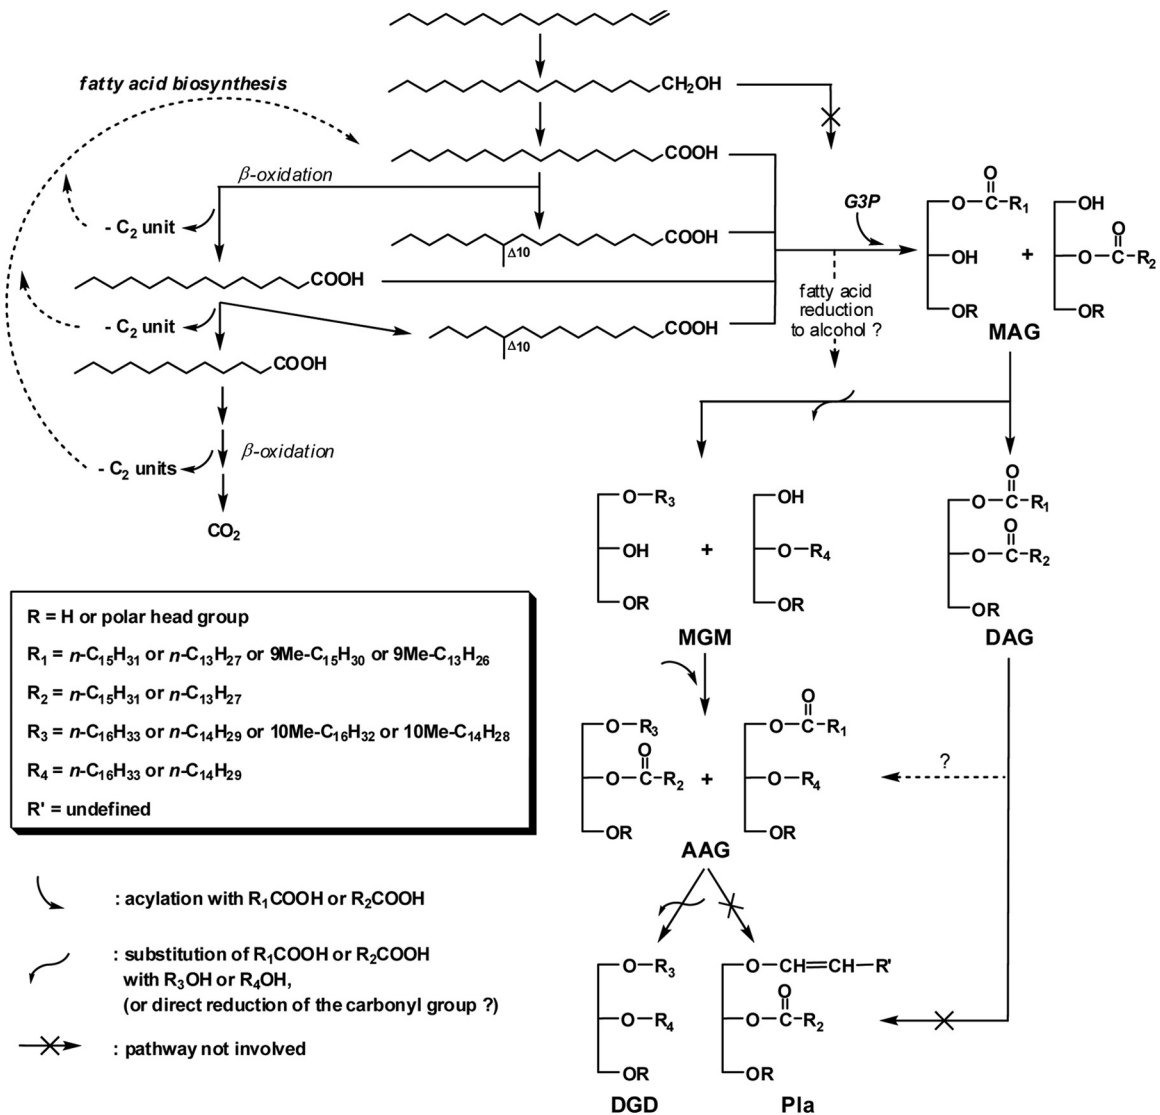 CH₂OH
fatty acid biosynthesis
COOH
β-oxidation
G3P
O
O–C–R₁
OH
OR
+
OH
O
O–C–R₂
OR
MAG
- C₂ unit
COOH
Δ10
COOH
fatty acid
reduction
to alcohol ?
- C₂ unit
COOH
Δ10
COOH
β-oxidation
- C₂ units
CO₂
O–R₃
OH
OR
+
OH
O–R₄
OR
MGM
O
O–C–R₁
O
O–C–R₂
OR
DAG
R = H or polar head group
R₁ = n-C₁₅H₃₁ or n-C₁₃H₂₇ or 9Me-C₁₅H₃₀ or 9Me-C₁₃H₂₆
R₂ = n-C₁₅H₃₁ or n-C₁₃H₂₇
R₃ = n-C₁₆H₃₃ or n-C₁₄H₂₉ or 10Me-C₁₆H₃₂ or 10Me-C₁₄H₂₈
R₄ = n-C₁₆H₃₃ or n-C₁₄H₂₉
R' = undefined
O–R₃
O
O–C–R₂
OR
+
O
O–C–R₁
O–R₄
OR
AAG
?
: acylation with R₁COOH or R₂COOH
: substitution of R₁COOH or R₂COOH
with R₃OH or R₄OH,
(or direct reduction of the carbonyl group ?)
: pathway not involved
O–R₃
O–R₄
OR
DGD
O–CH=CH–R'
O
O–C–R₂
OR
Pla